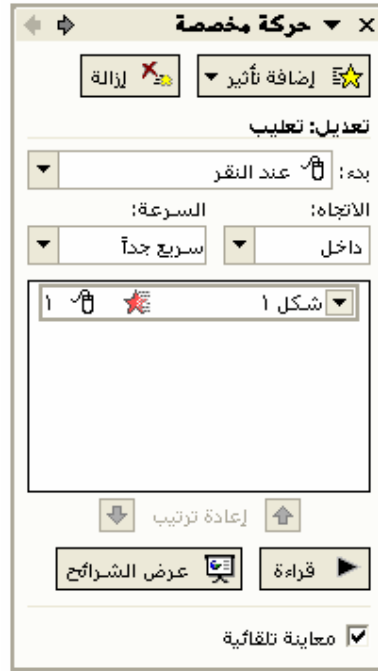 حركة مخصصة
إضافة تأثير إزالة
تعديل: تعليب
بدء: عند النقر
الاتجاه: السرعة:
داخل سريع جداً
شكل ١ ١
إعادة ترتيب
قراءة عرض الشرائح
معاينة تلقائية